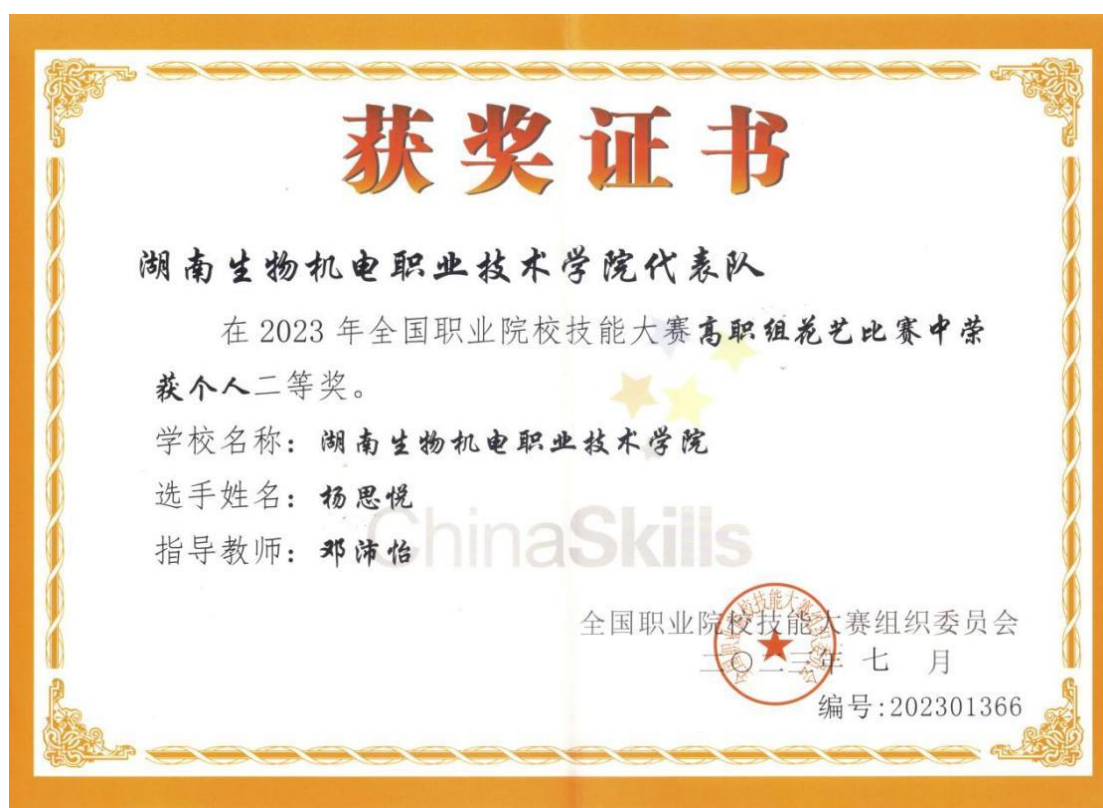 获奖证书
湖南生物机电职业技术学院代表队
在 2023 年全国职业院校技能大赛高职组花艺比赛中荣
获个人二等奖。
学校名称：湖南生物机电职业技术学院
选手姓名：杨思悦
指导教师：邓沛怡
ChinaSkills
全国职业院校技能大赛组织委员会
二〇二三年 七 月
编号:202301366